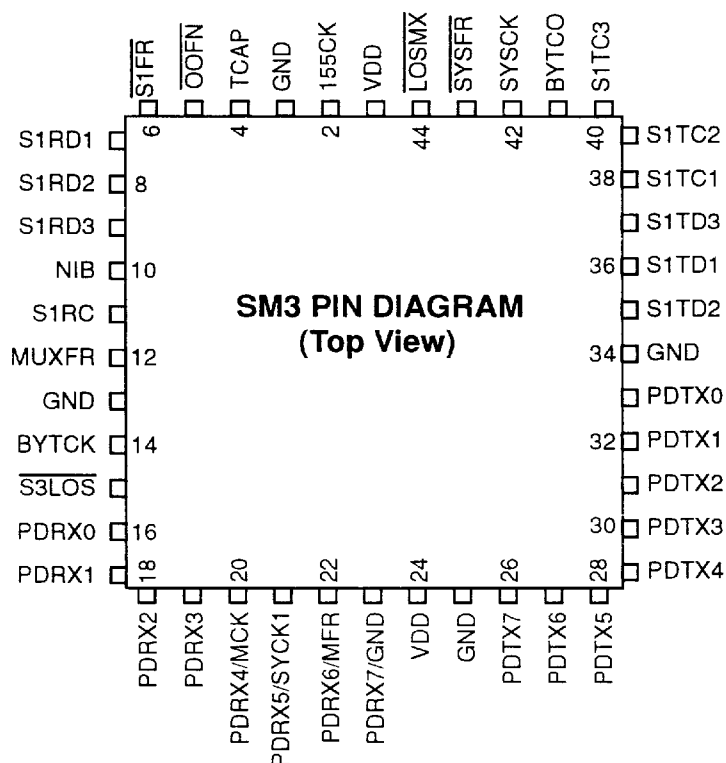 S1FR
OOFN
TCAP
GND
155CK
VDD
LOSMX
SYSFR
SYSCK
BYTCO
S1TC3
6
4
2
44
42
40
S1RD1
S1RD2
8
S1RD3
NIB
10
S1RC
MUXFR
12
GND
BYTCK
14
S3LOS
PDRX0
16
PDRX1
SM3 PIN DIAGRAM
(Top View)
S1TC2
38
S1TC1
S1TD3
36
S1TD1
S1TD2
34
GND
PDTX0
32
PDTX1
PDTX2
30
PDTX3
PDTX4
18
20
22
24
26
28
PDRX2
PDRX3
PDRX4/MCK
PDRX5/SYCK1
PDRX6/MFR
PDRX7/GND
VDD
GND
PDTX7
PDTX6
PDTX5